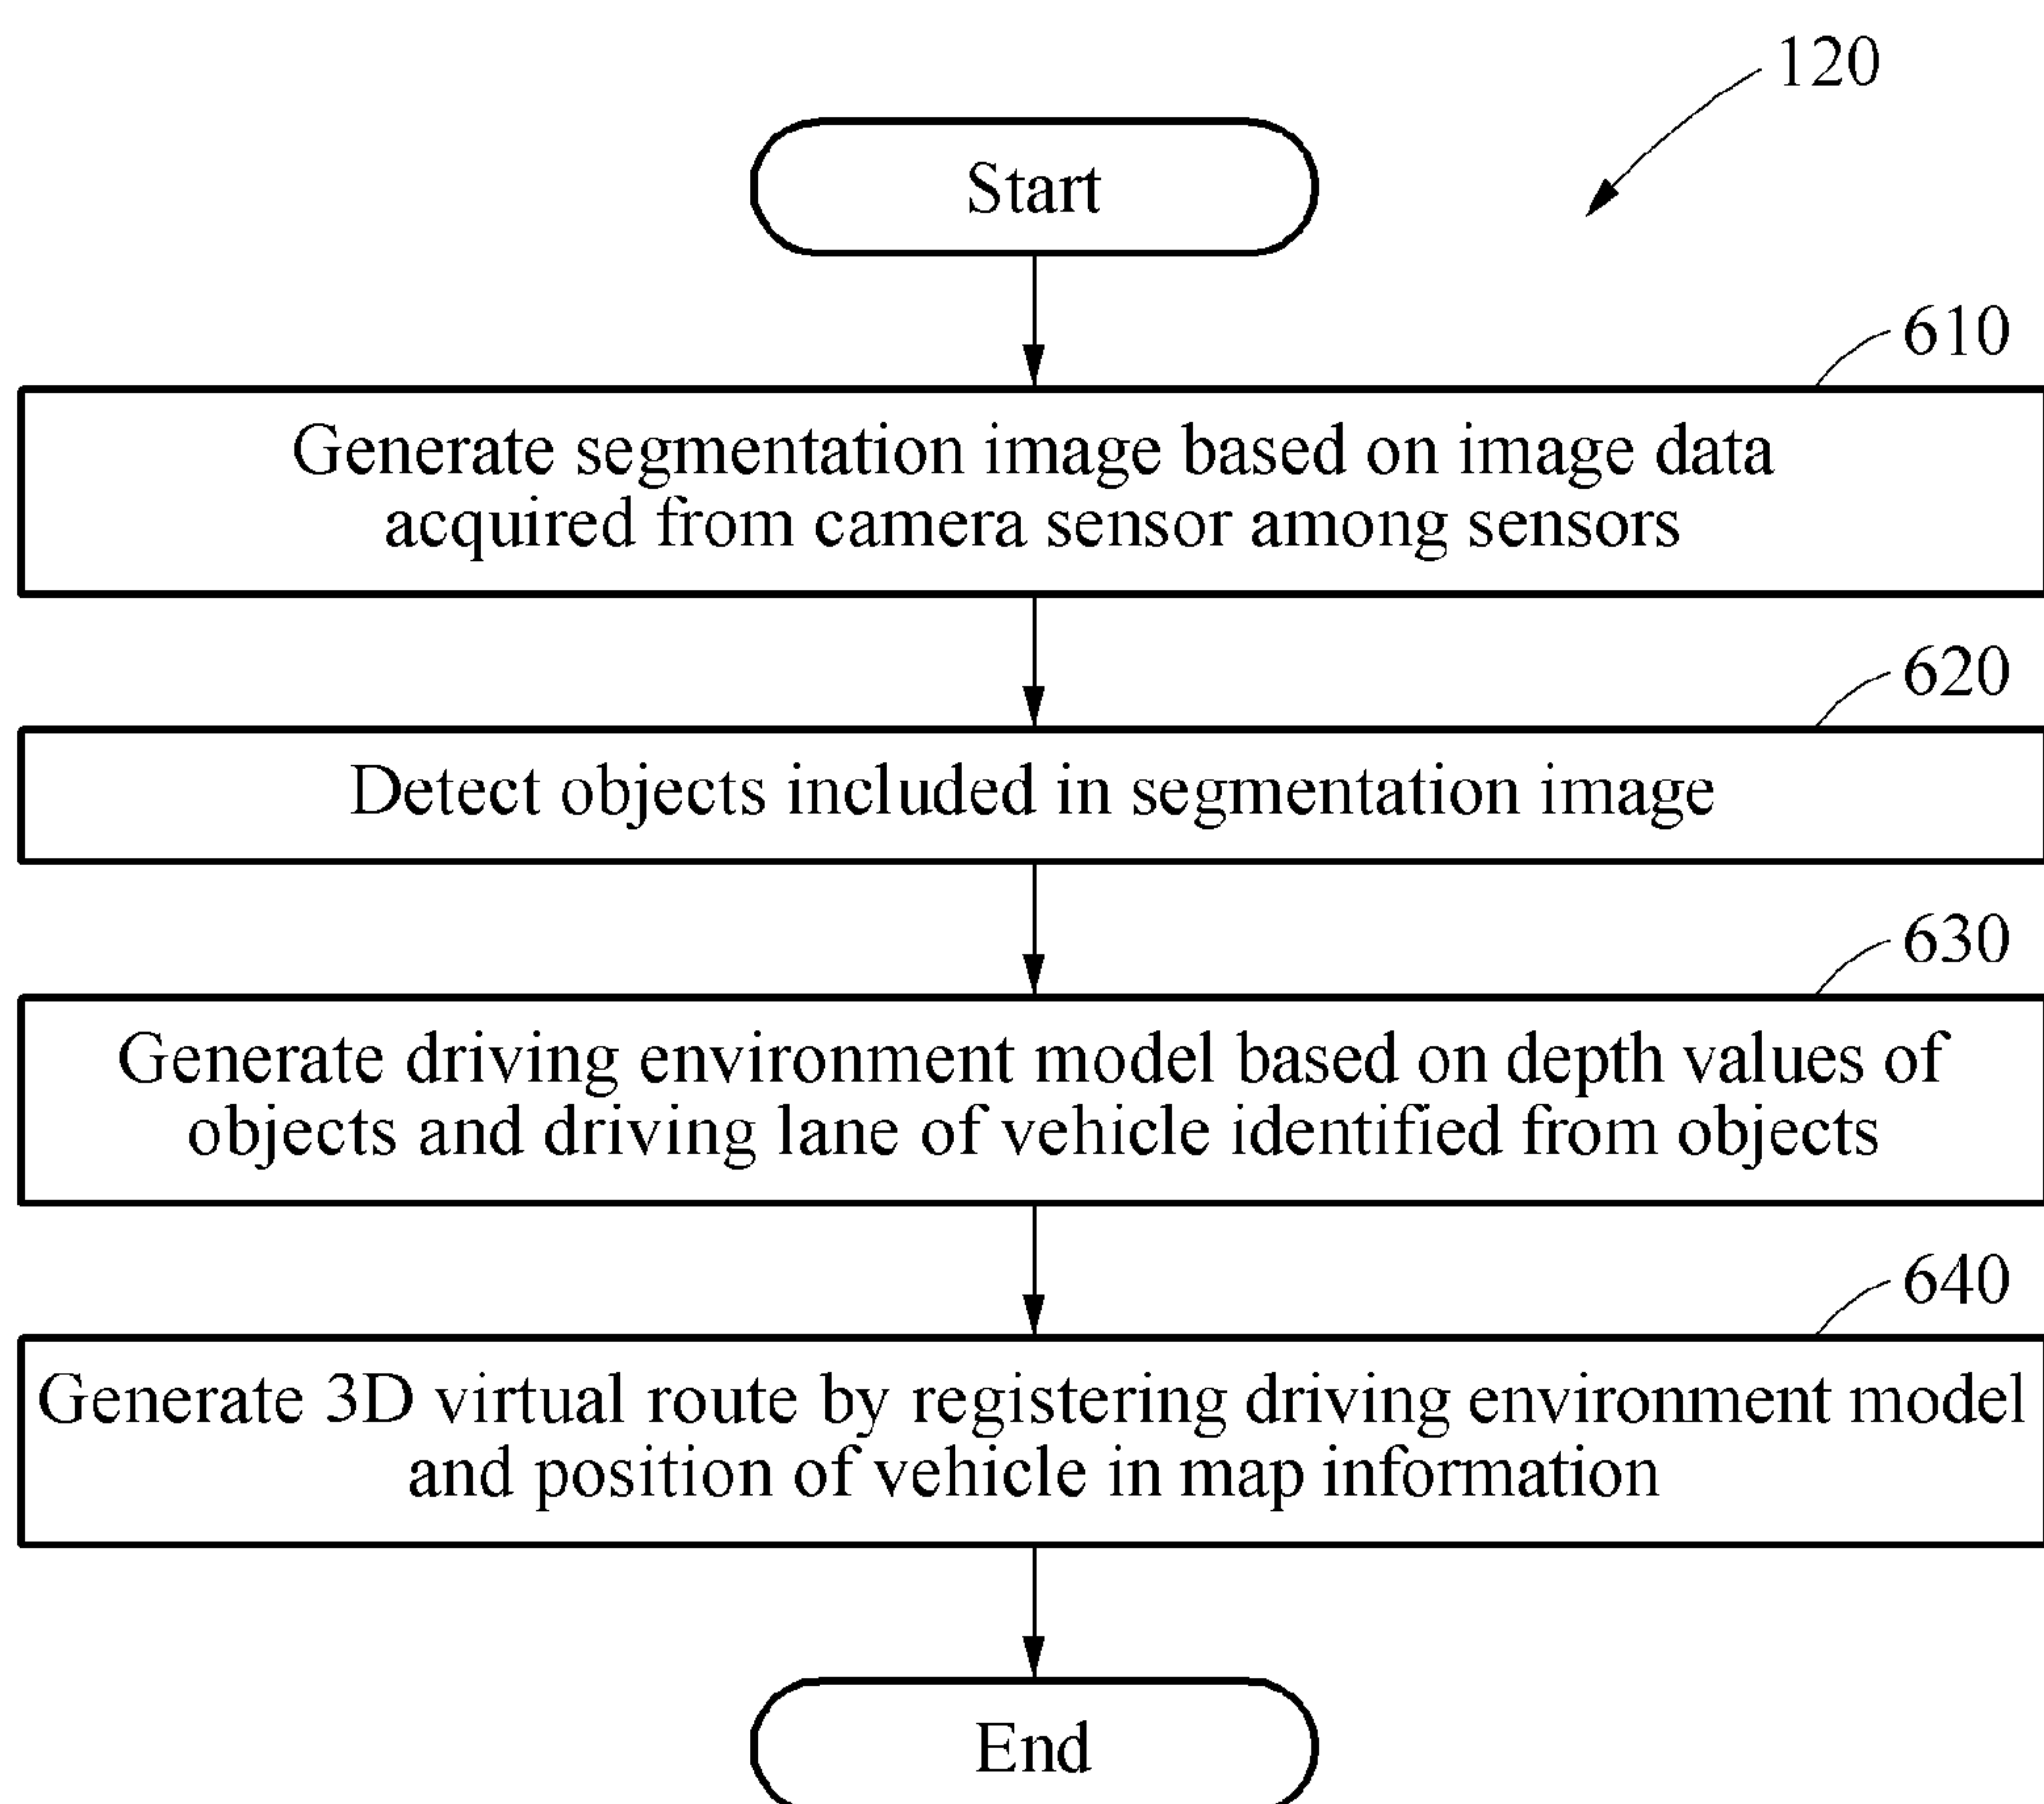 120
Start
610
Generate segmentation image based on image data
acquired from camera sensor among sensors
620
Detect objects included in segmentation image
630
Generate driving environment model based on depth values of
objects and driving lane of vehicle identified from objects
640
Generate 3D virtual route by registering driving environment model
and position of vehicle in map information
End